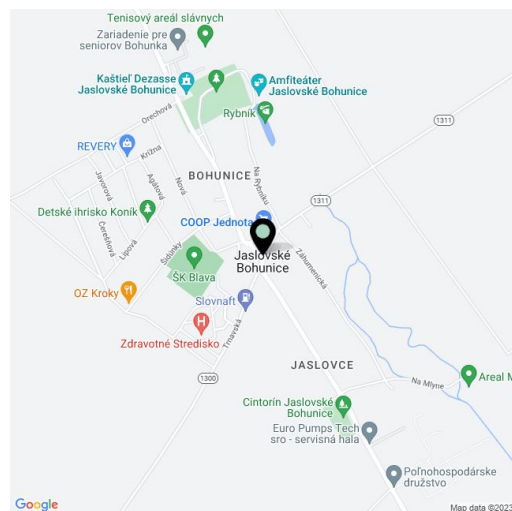 Tenisový areál slávnych
Zariadenie pre
seniorov Bohunka
Kaštieľ Dezasse
Jaslovské Bohunice
Amfiteáter
Jaslovské Bohunice
Orechová
Rybník
1311
REVERY
Krížna
Na Rybníku
BOHUNICE
Javorová
Agátová
Nová
1311
Detské ihrisko Koník
COOP Jednota
Čerešňová
Lipová
Šidúnky
Záhumenická
Jaslovské
Bohunice
ŠK Blava
OZ Kroky
Slovnaft
Zdravotné Stredisko
Trnavská
JASLOVCE
1300
Na Mlyne
Areal M
Cintorín Jaslovské
Bohunice
Euro Pumps Tech
sro - servisná hala
Poľnohospodárske
družstvo
Google
Map data ©2023